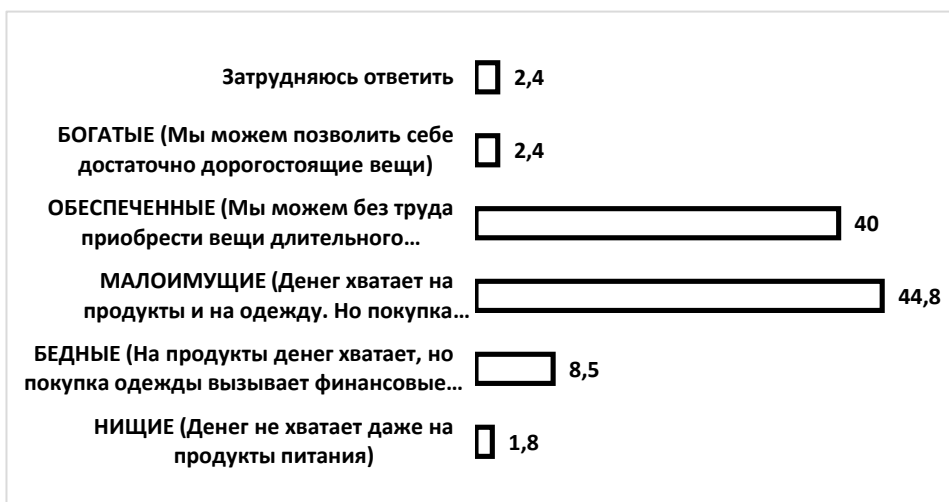 Затрудняюсь ответить
2,4
БОГАТЫЕ (Мы можем позволить себе
достаточно дорогостоящие вещи)
2,4
ОБЕСПЕЧЕННЫЕ (Мы можем без труда
приобрести вещи длительного…
40
МАЛОИМУЩИЕ (Денег хватает на
продукты и на одежду. Но покупка…
44,8
БЕДНЫЕ (На продукты денег хватает, но
покупка одежды вызывает финансовые…
8,5
НИЩИЕ (Денег не хватает даже на
продукты питания)
1,8